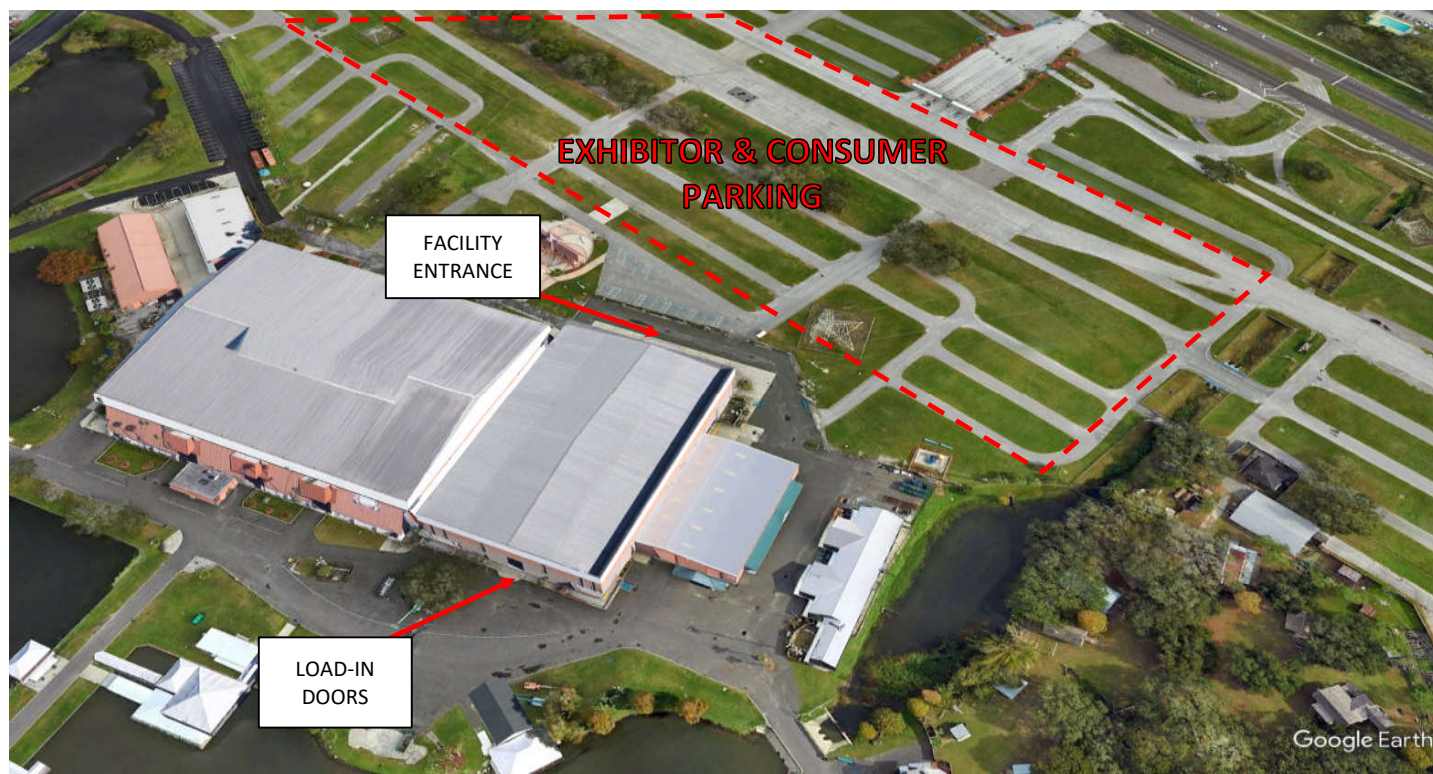 EXHIBITOR & CONSUMER
PARKING
FACILITY
ENTRANCE
LOAD-IN
DOORS
Google Earth